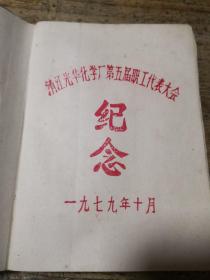 清江光华化学厂第五届职工代表大会
纪
念
一九七九年十月